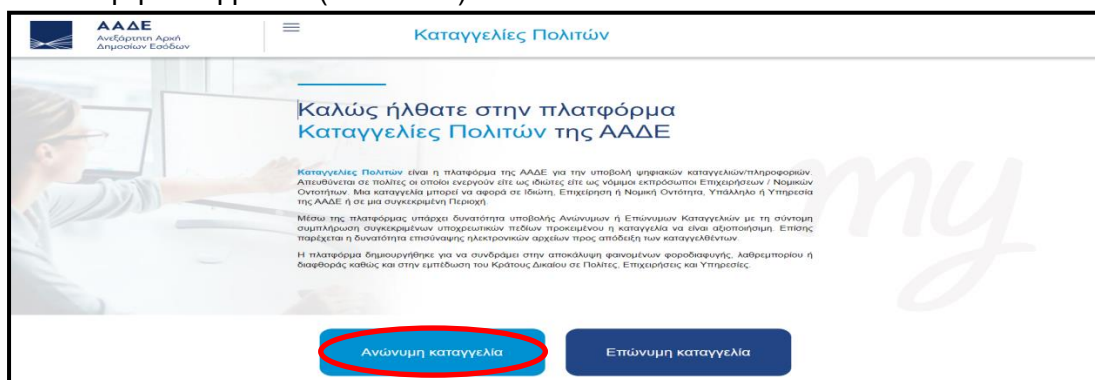 ΑΑΔΕ
Ανεξάρτητη Αρχή
Δημοσίων Εσόδων
Καταγγελίες Πολιτών
Καλώς ήλθατε στην πλατφόρμα
Καταγγελίες Πολιτών της ΑΑΔΕ
Καταγγελίες Πολιτών είναι η πλατφόρμα της ΑΑΔΕ για την υποβολή ψηφιακών καταγγελιών/πληροφοριών.
Απευθύνεται σε πολίτες οι οποίοι ενεργούν είτε ως ιδιώτες είτε ως νόμιμοι εκπρόσωποι Επιχειρήσεων / Νομικών
Οντοτήτων. Μια καταγγελία μπορεί να αφορά σε Ιδιώτη, Επιχείρηση ή Νομική Οντότητα, Υπάλληλο ή Υπηρεσία
της ΑΑΔΕ ή σε μια συγκεκριμένη Περιοχή.
Μέσω της πλατφόρμας υπάρχει δυνατότητα υποβολής Ανώνυμων ή Επώνυμων Καταγγελιών με τη σύντομη
συμπλήρωση συγκεκριμένων υποχρεωτικών πεδίων προκειμένου η καταγγελία να είναι αξιοποιήσιμη. Επίσης
παρέχεται η δυνατότητα επισύναψης ηλεκτρονικών αρχείων προς απόδειξη των καταγγελθέντων.
Η πλατφόρμα δημιουργήθηκε για να συνδράμει στην αποκάλυψη φαινομένων φοροδιαφυγής, λαθρεμπορίου ή
διαφθοράς καθώς και στην εμπέδωση του Κράτους Δικαίου σε Πολίτες, Επιχειρήσεις και Υπηρεσίες.
my
Ανώνυμη καταγγελία
Επώνυμη καταγγελία